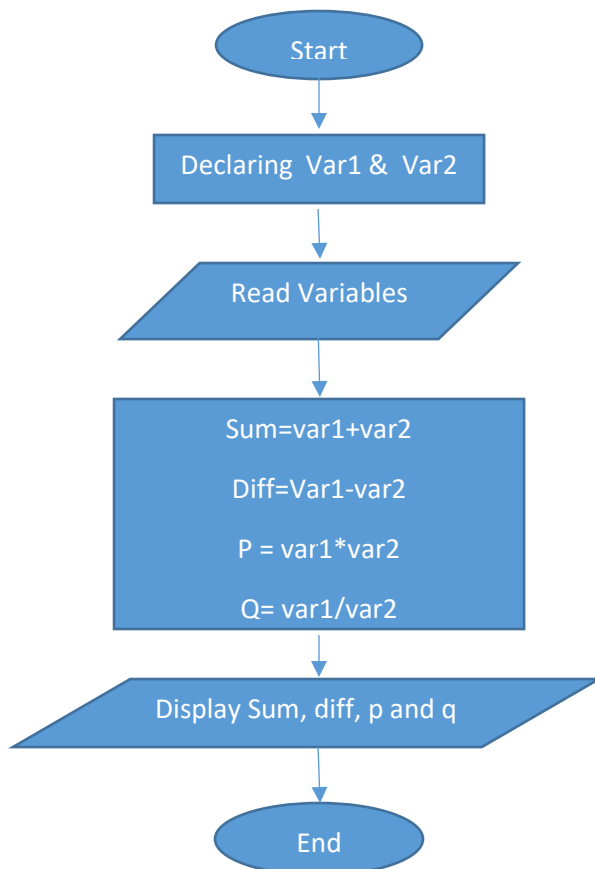 Start
Declaring Var1 & Var2
Read Variables
Sum=var1+var2
Diff=Var1-var2
P = var1*var2
Q= var1/var2
Display Sum, diff, p and q
End